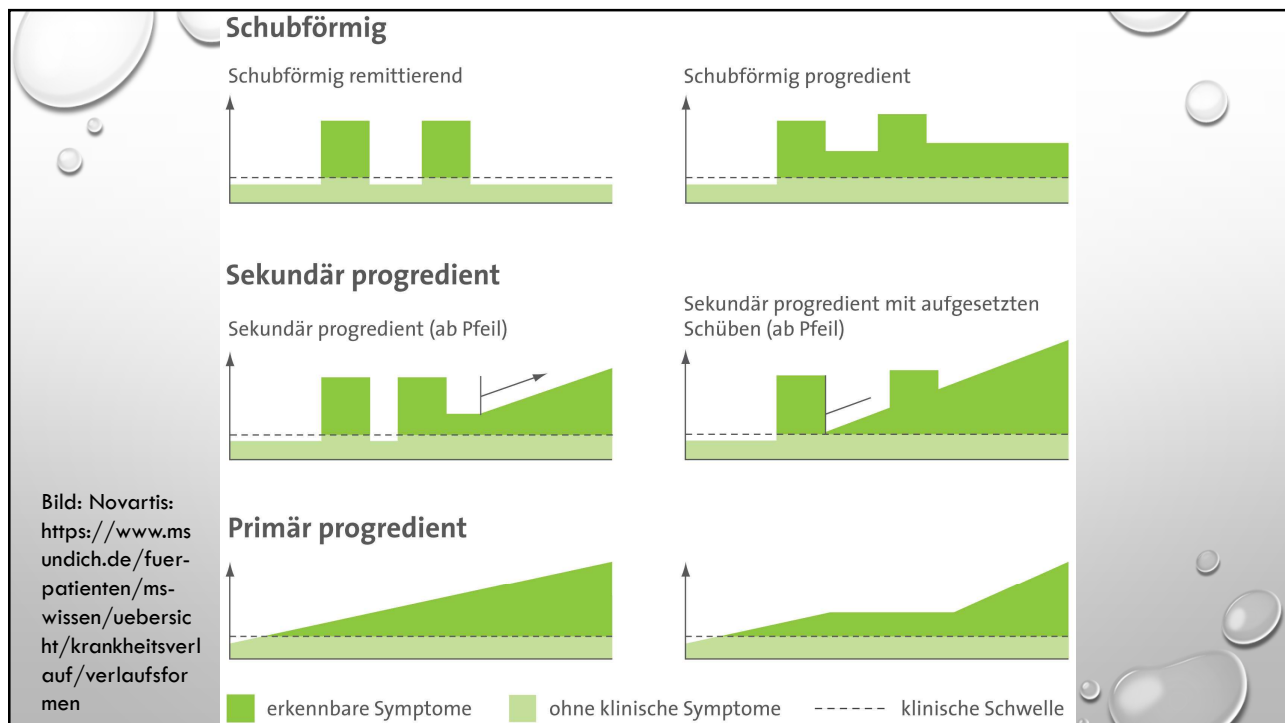 Schubförmig
Schubförmig remittierend
Schubförmig progredient
Sekundär progredient
Sekundär progredient (ab Pfeil)
Sekundär progredient mit aufgesetzten
Schüben (ab Pfeil)
Primär progredient
Bild: Novartis:
https://www.ms
undich.de/fuer-
patienten/ms-
wissen/uebersic
ht/krankheitsverl
auf/verlaufsfor
men
erkennbare Symptome
ohne klinische Symptome
klinische Schwelle